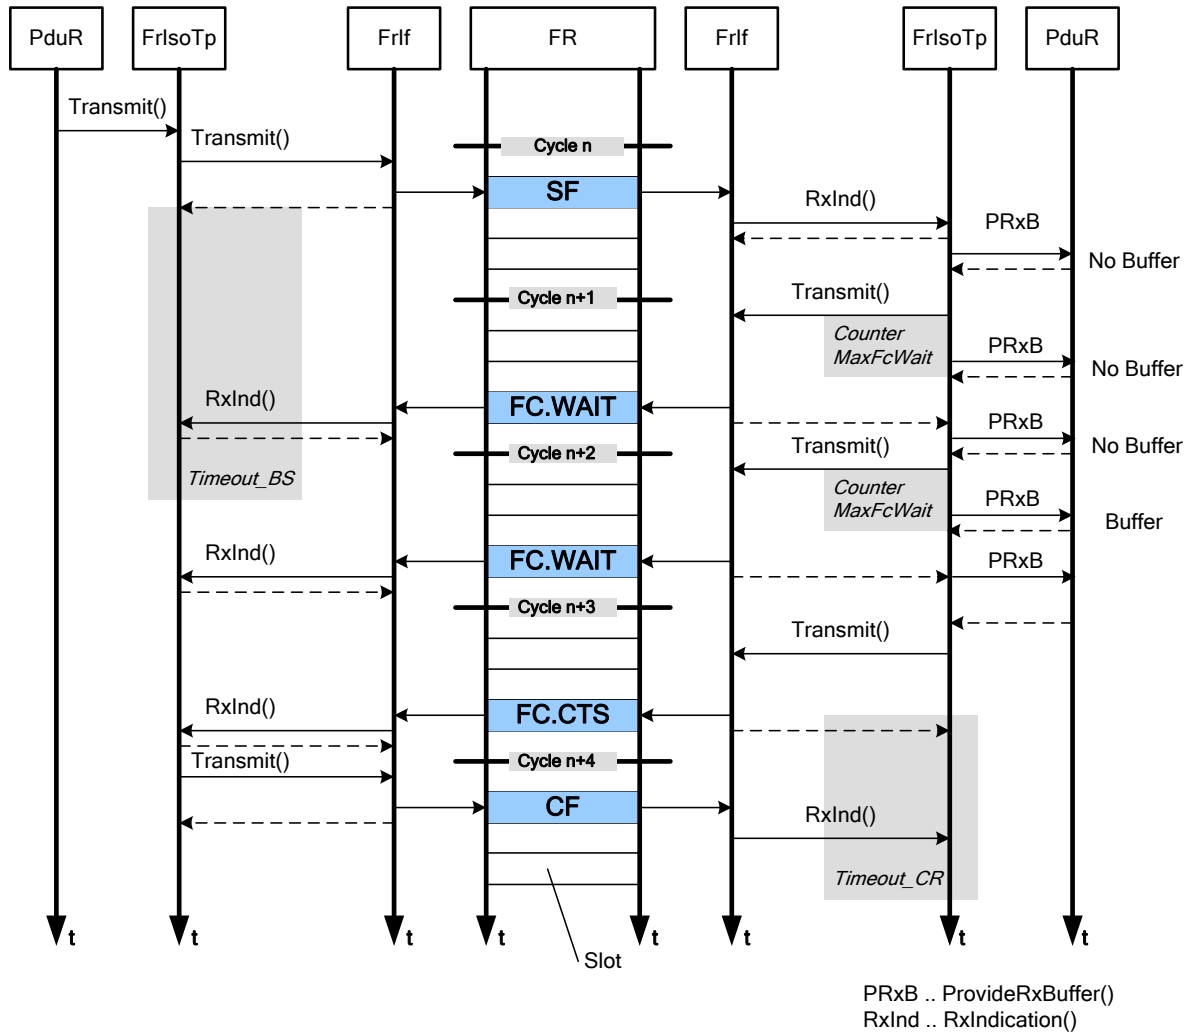 PduR
FrIsoTp
FrIf
FR
FrIf
FrIsoTp
PduR
Transmit()
Transmit()
Cycle n
SF
RxInd()
PRxB
No Buffer
Cycle n+1
Transmit()
Counter
MaxFcWait
PRxB
No Buffer
RxInd()
FC.WAIT
PRxB
No Buffer
Cycle n+2
Transmit()
Timeout_BS
Counter
MaxFcWait
PRxB
Buffer
RxInd()
FC.WAIT
PRxB
Cycle n+3
Transmit()
RxInd()
FC.CTS
Transmit()
Cycle n+4
CF
RxInd()
Timeout_CR
t
t
t
t
t
t
t
t
Slot
PRxB .. ProvideRxBuffer()
RxInd .. RxIndication()